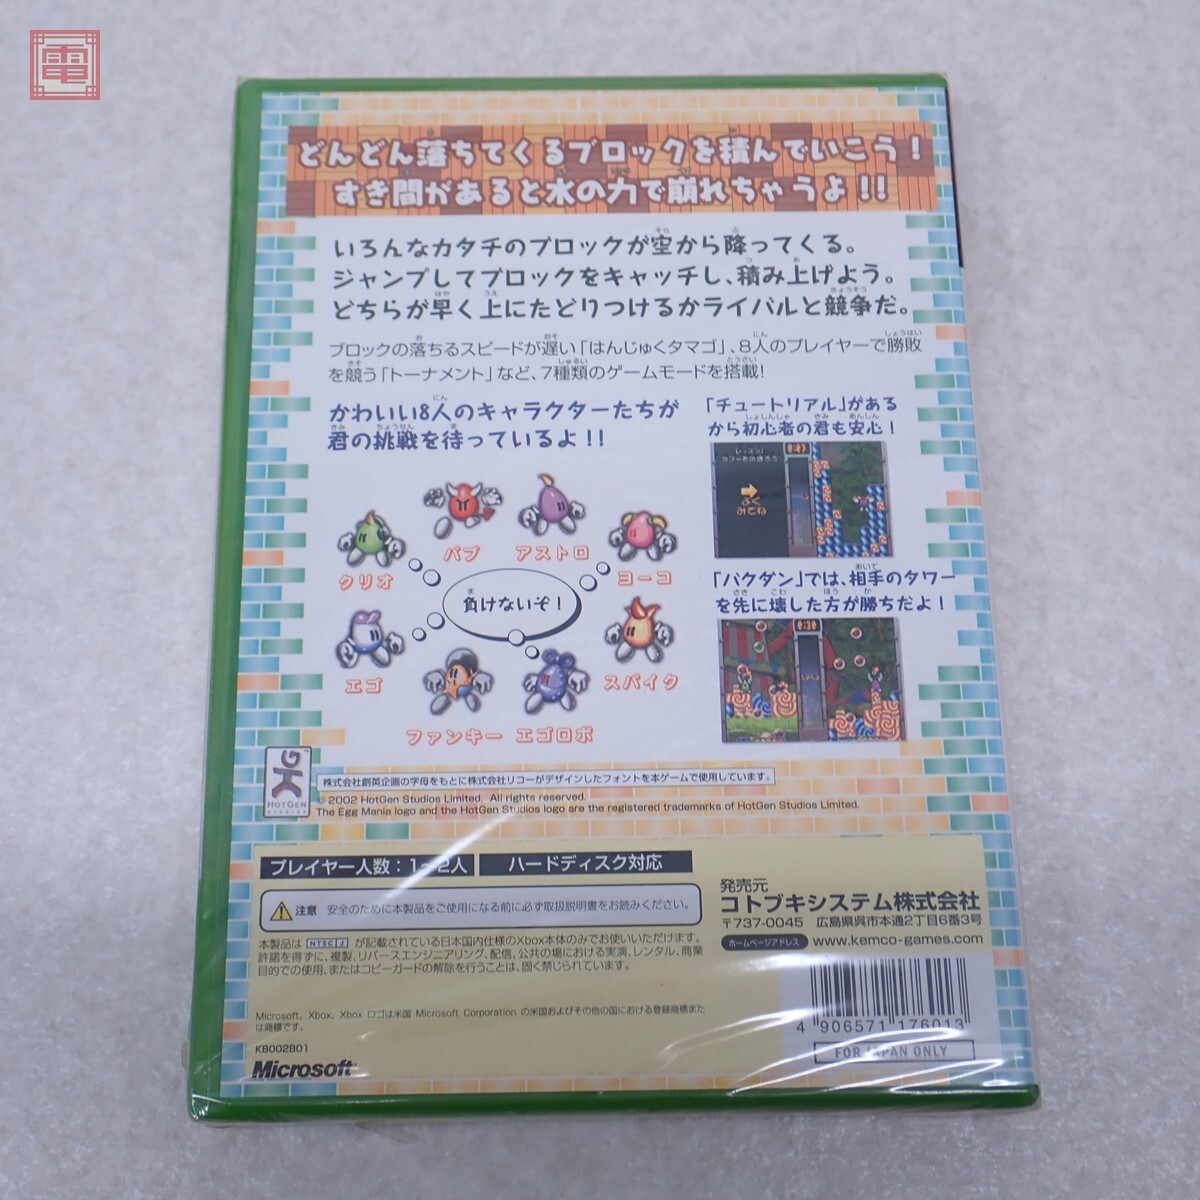 電
どんどん落ちてくるブロックを積んでいこう!
すき間があると水の力で崩れちゃうよ!!
いろんなカタチのブロックが空から降ってくる。
ジャンプしてブロックをキャッチし、積み上げよう。
どちらが早く上にたどりつけるかライバルと競争だ。
ブロックの落ちるスピードが遅い「はんじゅくタマゴ」、8人のプレイヤーで勝敗
を競う「トーナメント」など、7種類のゲームモードを搭載!
かわいい8人のキャラクターたちが
君の挑戦を待っているよ!!
クリオ
バブ
アストロ
ヨーコ
負けないぞ!
エゴ
ファンキー
エゴロボ
スパイク
「チュートリアル」がある
から初心者の君も安心!
よく
みてね
「バクダン」では、相手のタワー
を先に壊した方が勝ちだよ!
HOTGEN
STUDIOS
株式会社創英企画の字母をもとに株式会社リコーがデザインしたフォントを本ゲームで使用しています。
© 2002 HotGen Studios Limited. All rights reserved.
The Egg Mania logo and the HotGen Studios logo are the registered trademarks of HotGen Studios Limited.
プレイヤー人数:1~2人
ハードディスク対応
注意 安全のために本製品をご使用になる前に必ず取扱説明書をお読みください。
本製品は NTSC J が記載されている日本国内仕様のXbox本体のみでお使いいただけます。
許諾を得ずに、複製、リバースエンジニアリング、配信、公共の場における実演、レンタル、商業
目的での使用、またはコピーガードの解除を行うことは、固く禁じられています。
Microsoft、Xbox、Xbox ロゴは米国 Microsoft Corporation の米国およびその他の国における登録商標また
は商標です。
KB002B01
Microsoft
発売元
コトブキシステム株式会社
〒737-0045 広島県呉市本通2丁目6番3号
ホームページアドレス www.kemco-games.com
4 906571 176013
FOR JAPAN ONLY